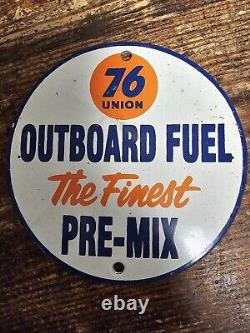 76
UNION
OUTBOARD FUEL
The Finest
PRE-MIX